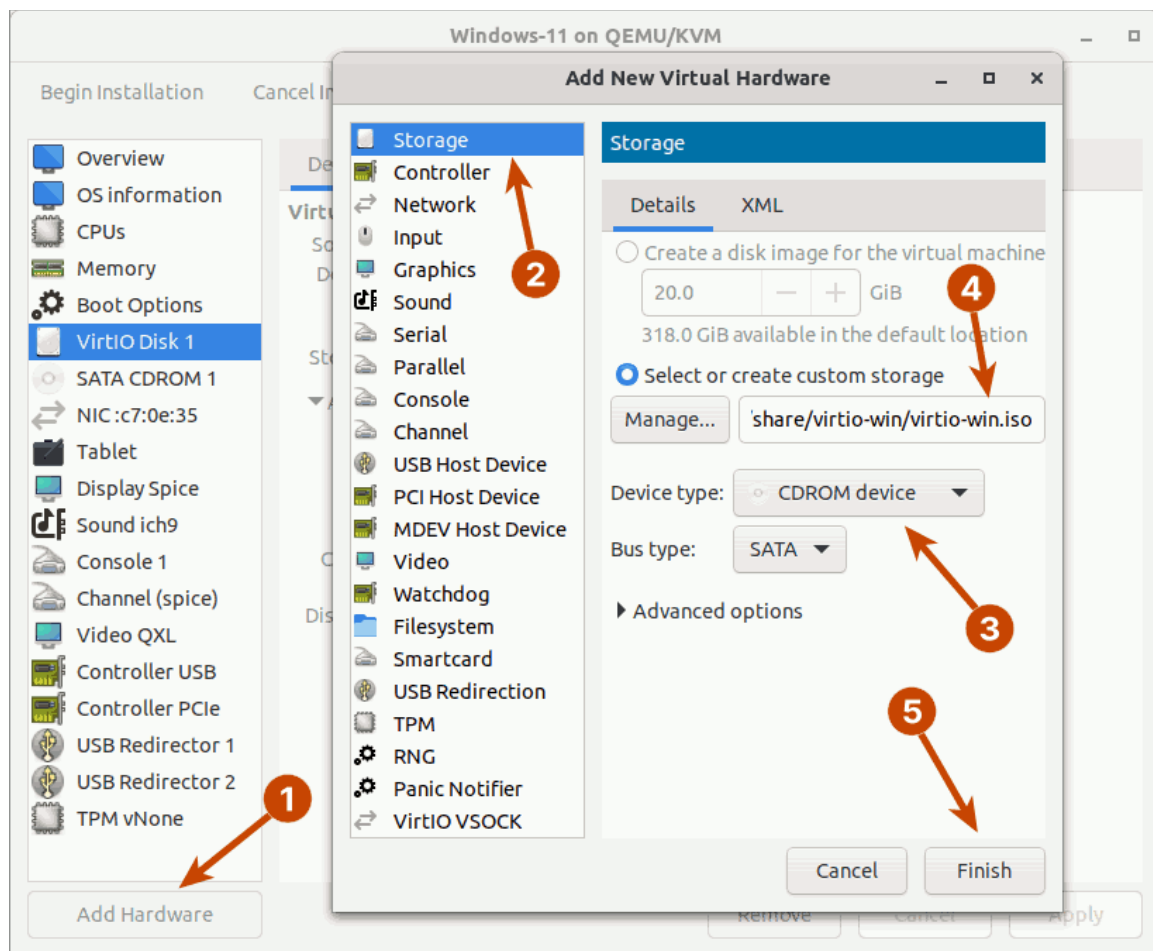 Windows-11 on QEMU/KVM
Begin Installation
Cancel In
Overview
OS information
CPUs
Memory
Boot Options
VirtIO Disk 1
SATA CDROM 1
NIC :c7:0e:35
Tablet
Display Spice
Sound ich9
Console 1
Channel (spice)
Video QXL
Controller USB
Controller PCIe
USB Redirector 1
USB Redirector 2
TPM vNone
1
Add Hardware
Add New Virtual Hardware
Storage
Controller
Network
Input
Graphics
Sound
Serial
Parallel
Console
Channel
USB Host Device
PCI Host Device
MDEV Host Device
Video
Watchdog
Filesystem
Smartcard
USB Redirection
TPM
RNG
Panic Notifier
VirtIO VSOCK
2
Storage
Details XML
Create a disk image for the virtual machine
20.0 GiB
4
318.0 GiB available in the default location
Select or create custom storage
Manage... /share/virtio-win/virtio-win.iso
Device type: CDROM device
Bus type: SATA
Advanced options
3
5
Cancel Finish
Remove Cancel Apply